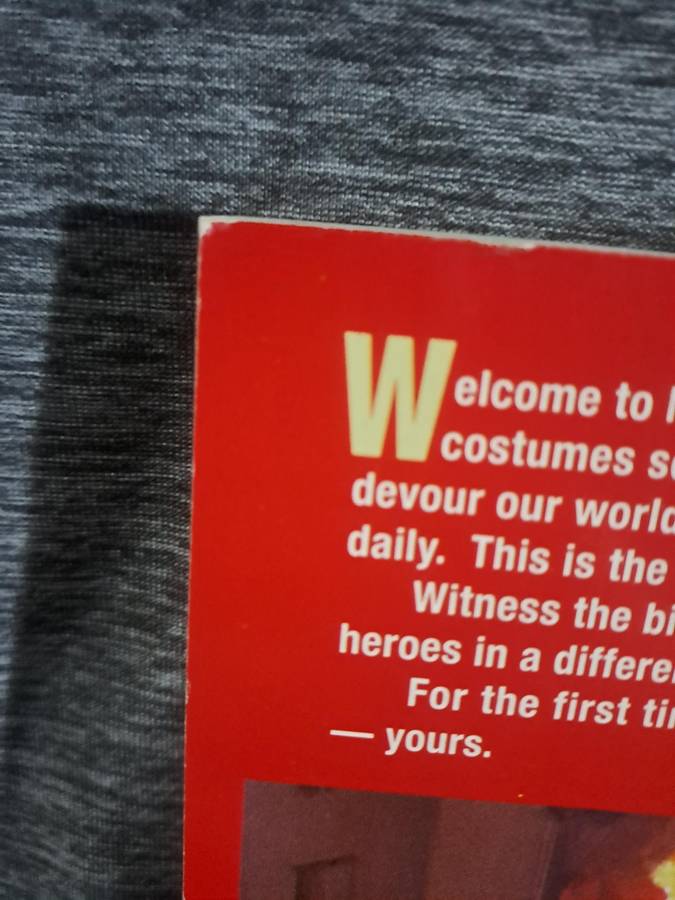 Welcome to
costumes
devour our world
daily. This is the
Witness the
heroes in a
For the first
— yours.